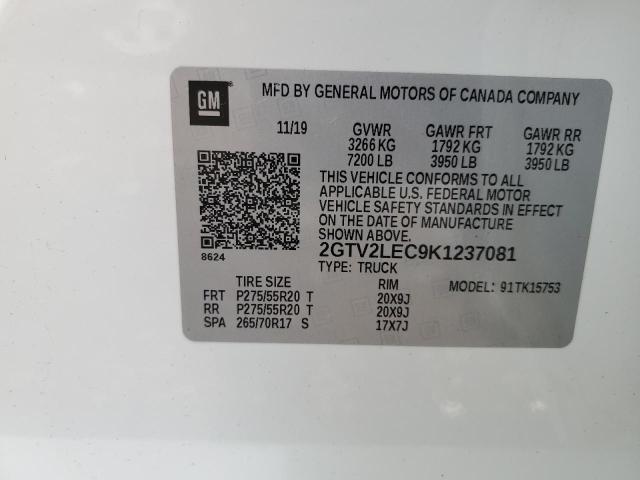 GM
MFD BY GENERAL MOTORS OF CANADA COMPANY
11/19 GVWR GAWR FRT GAWR RR
3266 KG 1792 KG 1792 KG
7200 LB 3950 LB 3950 LB
THIS VEHICLE CONFORMS TO ALL
APPLICABLE U.S. FEDERAL MOTOR
VEHICLE SAFETY STANDARDS IN EFFECT
ON THE DATE OF MANUFACTURE
SHOWN ABOVE.
8624
2GTV2LEC9K1237081
TYPE: TRUCK
TIRE SIZE RIM MODEL: 91TK15753
FRT P275/55R20 T 20X9J
RR P275/55R20 T 20X9J
SPA 265/70R17 S 17X7J